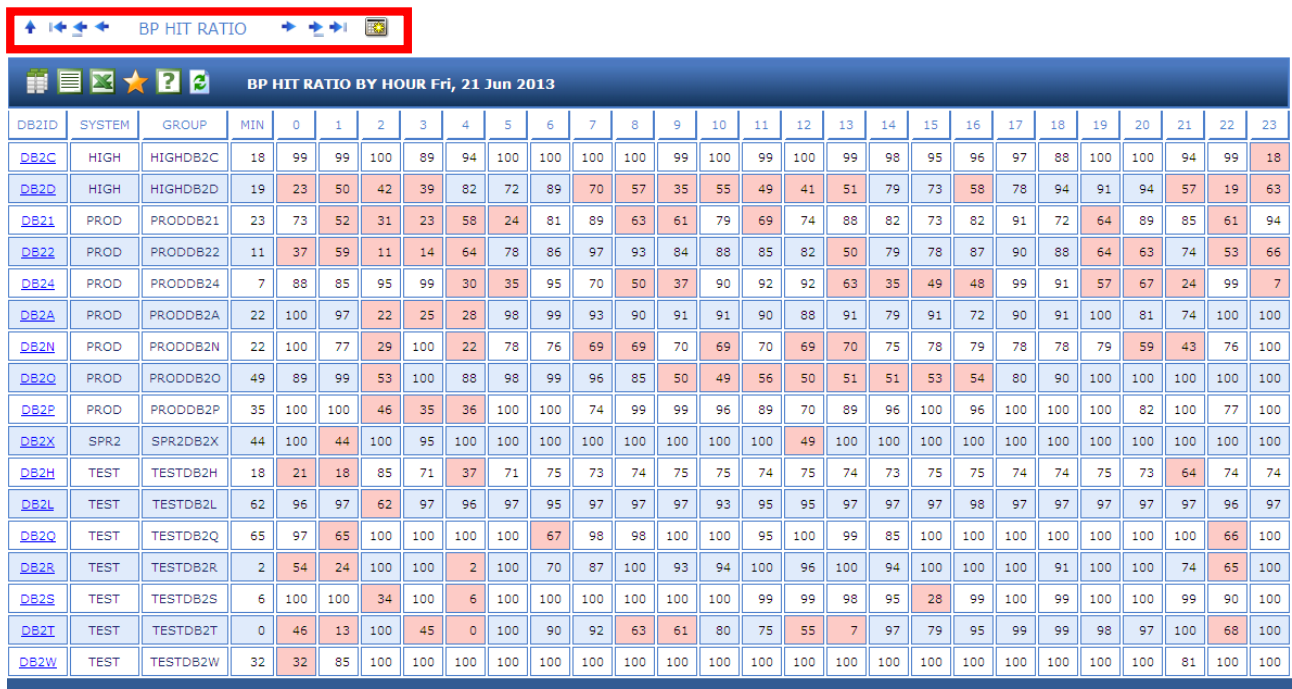 BP HIT RATIO
BP HIT RATIO BY HOUR Fri, 21 Jun 2013
DB2ID SYSTEM GROUP MIN 0 1 2 3 4 5 6 7 8 9 10 11 12 13 14 15 16 17 18 19 20 21 22 23
DB2C HIGH HIGHDB2C 18 99 99 100 89 94 100 100 100 100 99 100 99 100 99 98 95 96 97 88 100 100 94 99 18
DB2D HIGH HIGHDB2D 19 23 50 42 39 82 72 89 70 57 35 55 49 41 51 79 73 58 78 94 91 94 57 19 63
DB21 PROD PRODDB21 23 73 52 31 23 58 24 81 89 63 61 79 69 74 88 82 73 82 91 72 64 89 85 61 94
DB22 PROD PRODDB22 11 37 59 11 14 64 78 86 97 93 84 88 85 82 50 79 78 87 90 88 64 63 74 53 66
DB24 PROD PRODDB24 7 88 85 95 99 30 35 95 70 50 37 90 92 92 63 35 49 48 99 91 57 67 24 99 7
DB2A PROD PRODDB2A 22 100 97 22 25 28 98 99 93 90 91 91 90 88 91 79 91 72 90 91 100 81 74 100 100
DB2N PROD PRODDB2N 22 100 77 29 100 22 78 76 69 69 70 69 70 69 70 75 78 79 78 78 79 59 43 76 100
DB2O PROD PRODDB2O 49 89 99 53 100 88 98 99 96 85 50 49 56 50 51 51 53 54 80 90 100 100 100 100 100
DB2P PROD PRODDB2P 35 100 100 46 35 36 100 100 74 99 99 96 89 70 89 96 100 96 100 100 100 82 100 77 100
DB2X SPR2 SPR2DB2X 44 100 44 100 95 100 100 100 100 100 100 100 100 49 100 100 100 100 100 100 100 100 100 100 100
DB2H TEST TESTDB2H 18 21 18 85 71 37 71 75 73 74 75 75 74 75 74 73 75 75 74 74 75 73 64 74 74
DB2L TEST TESTDB2L 62 96 97 62 97 96 97 95 97 97 97 93 95 95 97 97 97 98 97 97 97 97 97 96 97
DB2Q TEST TESTDB2Q 65 97 65 100 100 100 100 67 98 98 100 100 95 100 99 85 100 100 100 100 100 100 100 66 100
DB2R TEST TESTDB2R 2 54 24 100 100 2 100 70 87 100 93 94 100 96 100 94 100 100 100 91 100 100 74 65 100
DB2S TEST TESTDB2S 6 100 100 34 100 6 100 100 100 100 100 100 99 99 98 95 28 99 100 99 100 100 99 90 100
DB2T TEST TESTDB2T 0 46 13 100 45 0 100 90 92 63 61 80 75 55 7 97 79 95 99 99 98 97 100 68 100
DB2W TEST TESTDB2W 32 32 85 100 100 100 100 100 100 100 100 100 100 100 100 100 100 100 100 100 100 100 81 100 100